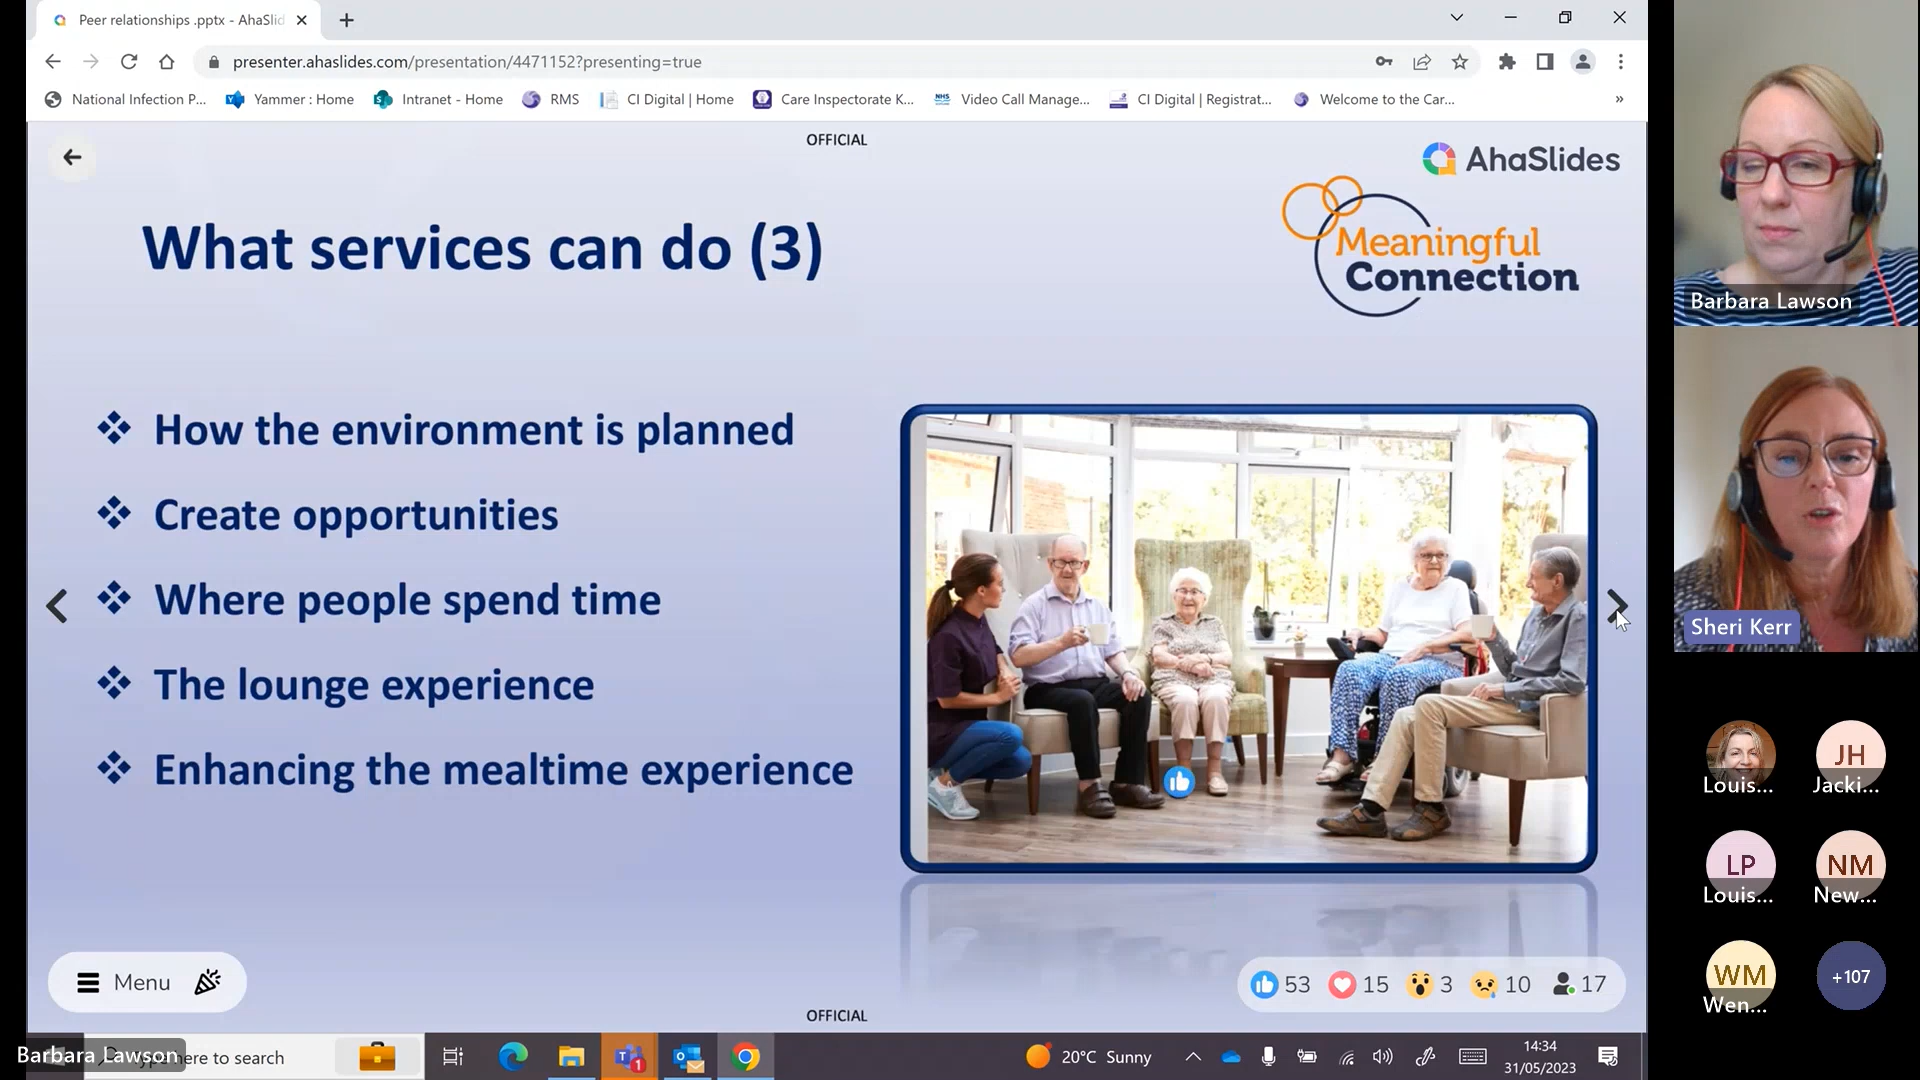 Peer relationships .pptx - AhaSlid
presenter.ahaslides.com/presentation/4471152?presenting=true
National Infection P...
Yammer : Home
Intranet - Home
RMS
CI Digital | Home
Care Inspectorate K...
NHS
Video Call Manage...
CI Digital | Registrat...
Welcome to the Car...
»
OFFICIAL
AhaSlides
Meaningful
Connection
What services can do (3)
How the environment is planned
Create opportunities
Where people spend time
The lounge experience
Enhancing the mealtime experience
Menu
53
15
3
10
17
OFFICIAL
Barbara Lawson
here to search
1
20°C Sunny
14:34
31/05/2023
Barbara Lawson
Sheri Kerr
Louis...
JH
Jacki...
LP
Louis...
NM
New...
WM
Wen...
+107